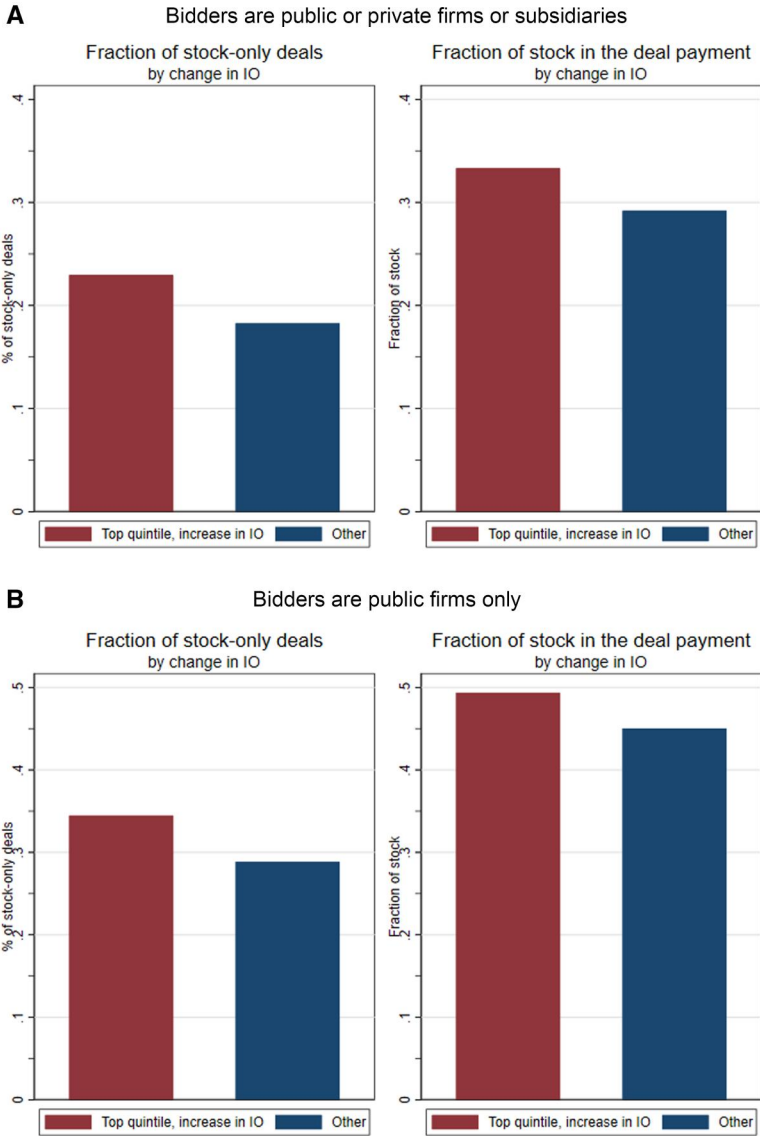 A
Bidders are public or private firms or subsidiaries
Fraction of stock-only deals
by change in IO
% of stock-only deals
.4
.3
.2
.1
0
Top quintile, increase in IO
Other
Fraction of stock in the deal payment
by change in IO
Fraction of stock
.4
.3
.2
.1
0
Top quintile, increase in IO
Other
B
Bidders are public firms only
Fraction of stock-only deals
by change in IO
% of stock-only deals
.5
.4
.3
.2
.1
0
Top quintile, increase in IO
Other
Fraction of stock in the deal payment
by change in IO
Fraction of stock
.5
.4
.3
.2
.1
0
Top quintile, increase in IO
Other